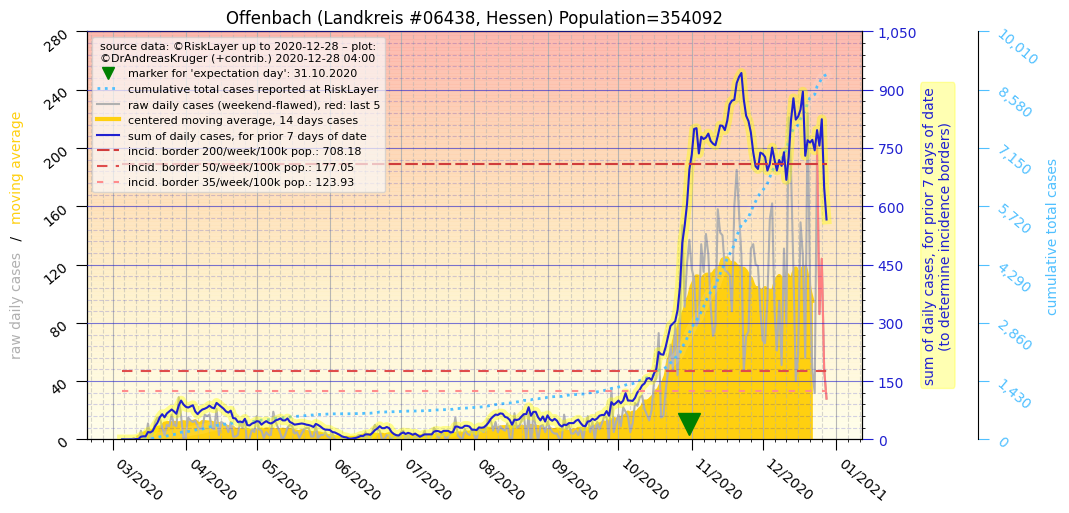 Offenbach (Landkreis #06438, Hessen) Population=354092
source data: ©RiskLayer up to 2020-12-28 – plot:
©DrAndreasKruger (+contrib.) 2020-12-28 04:00
marker for 'expectation day': 31.10.2020
cumulative total cases reported at RiskLayer
raw daily cases (weekend-flawed), red: last 5
centered moving average, 14 days cases
sum of daily cases, for prior 7 days of date
incid. border 200/week/100k pop.: 708.18
incid. border 50/week/100k pop.: 177.05
incid. border 35/week/100k pop.: 123.93
raw daily cases / moving average
280
240
200
160
120
80
40
0
03/2020
04/2020
05/2020
06/2020
07/2020
08/2020
09/2020
10/2020
11/2020
12/2020
01/2021
1,050
900
750
600
450
300
150
0
sum of daily cases, for prior 7 days of date
(to determine incidence borders)
10,010
8,580
7,150
5,720
4,290
2,860
1,430
0
cumulative total cases